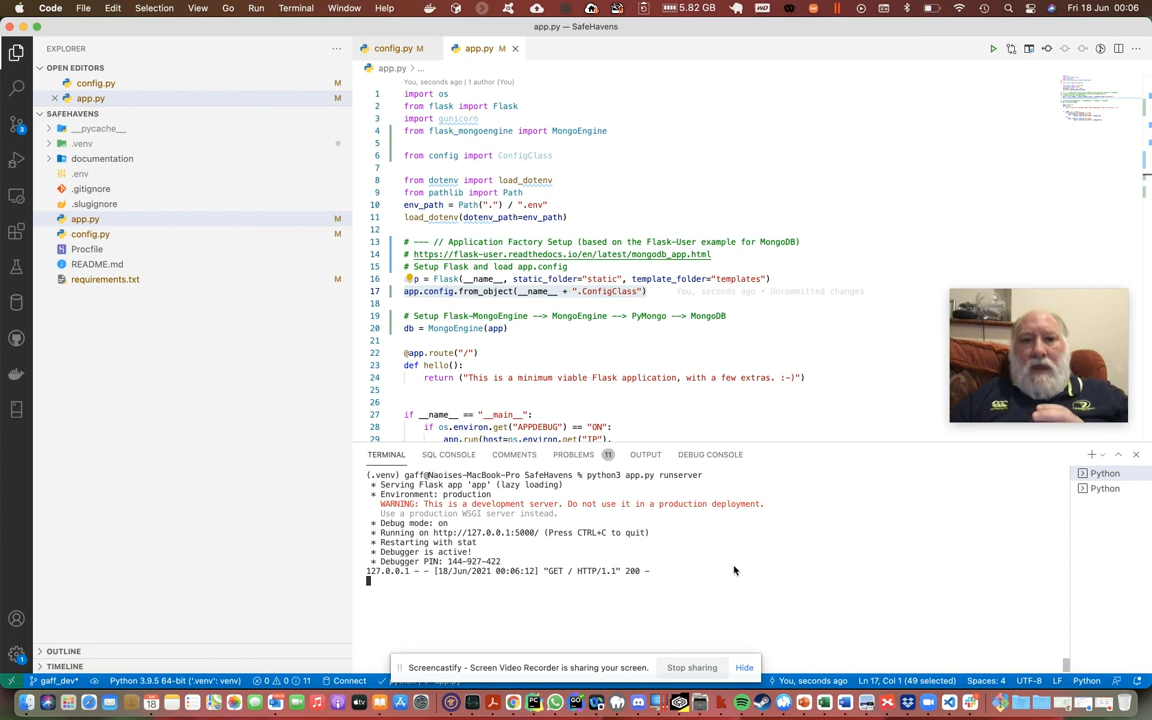 Code File Edit Selection View Go Run Terminal Window Help 5.82 GB Fri 18 Jun 00:06
app.py — SafeHavens
EXPLORER
OPEN EDITORS
config.py M
app.py M
SAFEHAVENS
__pycache__
.venv
documentation
.env
.gitignore
.slugignore
app.py M
config.py M
Procfile
README.md
requirements.txt M
OUTLINE
TIMELINE
config.py M app.py M
app.py > ...
You, seconds ago | 1 author (You)
1 import os
2 from flask import Flask
3 import gunicorn
4 from flask_mongoengine import MongoEngine
5
6 from config import ConfigClass
7
8 from dotenv import load_dotenv
9 from pathlib import Path
10 env_path = Path(".") / ".env"
11 load_dotenv(dotenv_path=env_path)
12
13 # --- // Application Factory Setup (based on the Flask-User example for MongoDB)
14 # https://flask-user.readthedocs.io/en/latest/mongodb_app.html
15 # Setup Flask and load app.config
16 p = Flask(__name__, static_folder="static", template_folder="templates")
17 app.config.from_object(__name__ + ".ConfigClass") You, seconds ago • Uncommitted changes
18
19 # Setup Flask-MongoEngine --> MongoEngine --> PyMongo --> MongoDB
20 db = MongoEngine(app)
21
22 @app.route("/")
23 def hello():
24 return ("This is a minimum viable Flask application, with a few extras. :-)")
25
26
27 if __name__ == "__main__":
28 if os.environ.get("APPDEBUG") == "ON":
29 app.run(host=os.environ.get("IP"),
TERMINAL SQL CONSOLE COMMENTS PROBLEMS 11 OUTPUT DEBUG CONSOLE
(.venv) gaff@Naoises-MacBook-Pro SafeHavens % python3 app.py runserver
* Serving Flask app 'app' (lazy loading)
* Environment: production
WARNING: This is a development server. Do not use it in a production deployment.
Use a production WSGI server instead.
* Debug mode: on
* Running on http://127.0.0.1:5000/ (Press CTRL+C to quit)
* Restarting with stat
* Debugger is active!
* Debugger PIN: 144-927-422
127.0.0.1 - - [18/Jun/2021 00:06:12] "GET / HTTP/1.1" 200 -
Python
Python
Screencastify - Screen Video Recorder is sharing your screen. Stop sharing Hide
gaff_dev* Python 3.9.5 64-bit ('.venv': venv) 0 0 11 Connect You, seconds ago Ln 17, Col 1 (49 selected) Spaces: 4 UTF-8 LF Python